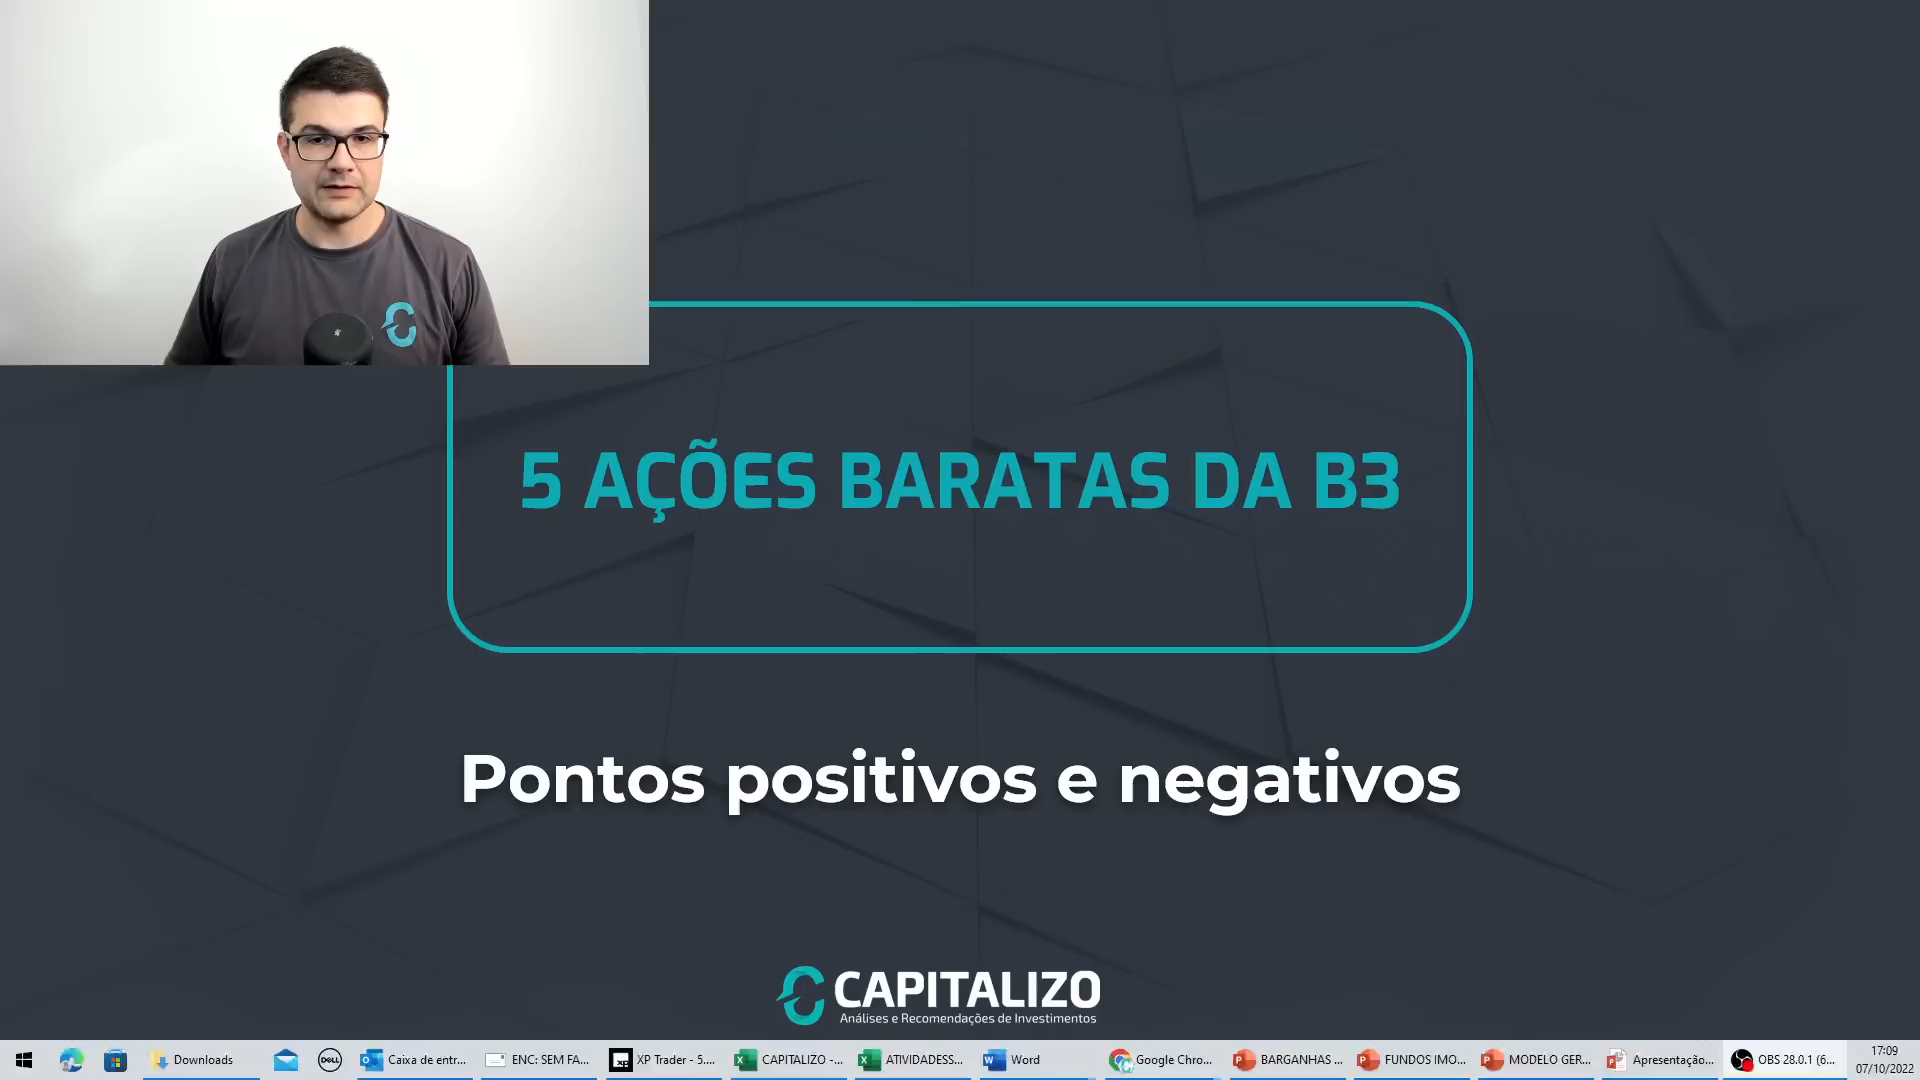 5 AÇÕES BARATAS DA B3
Pontos positivos e negativos
CAPITALIZO
Análises e Recomendações de Investimentos
Downloads
DELL
Caixa de entr...
ENC: SEM FA...
XP Trader - 5....
CAPITALIZO -...
ATIVIDADESS...
Word
Google Chro...
BARGANHAS ...
FUNDOS IMO...
MODELO GER...
Apresentação...
OBS 28.0.1 (6...
17:09
07/10/2022